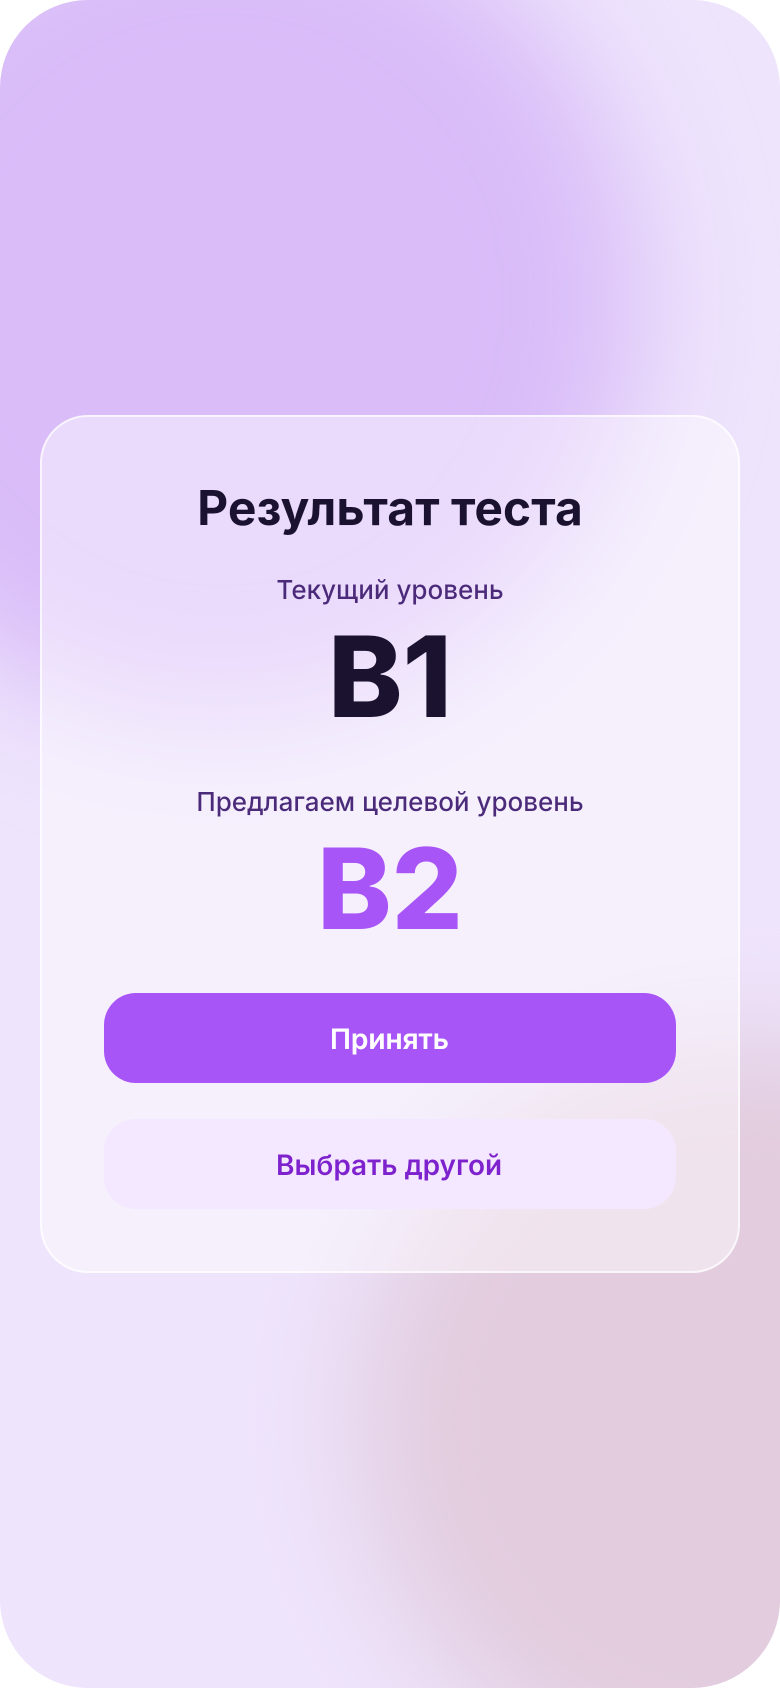 Результат теста
Текущий уровень
B1
Предлагаем целевой уровень
B2
Принять
Выбрать другой